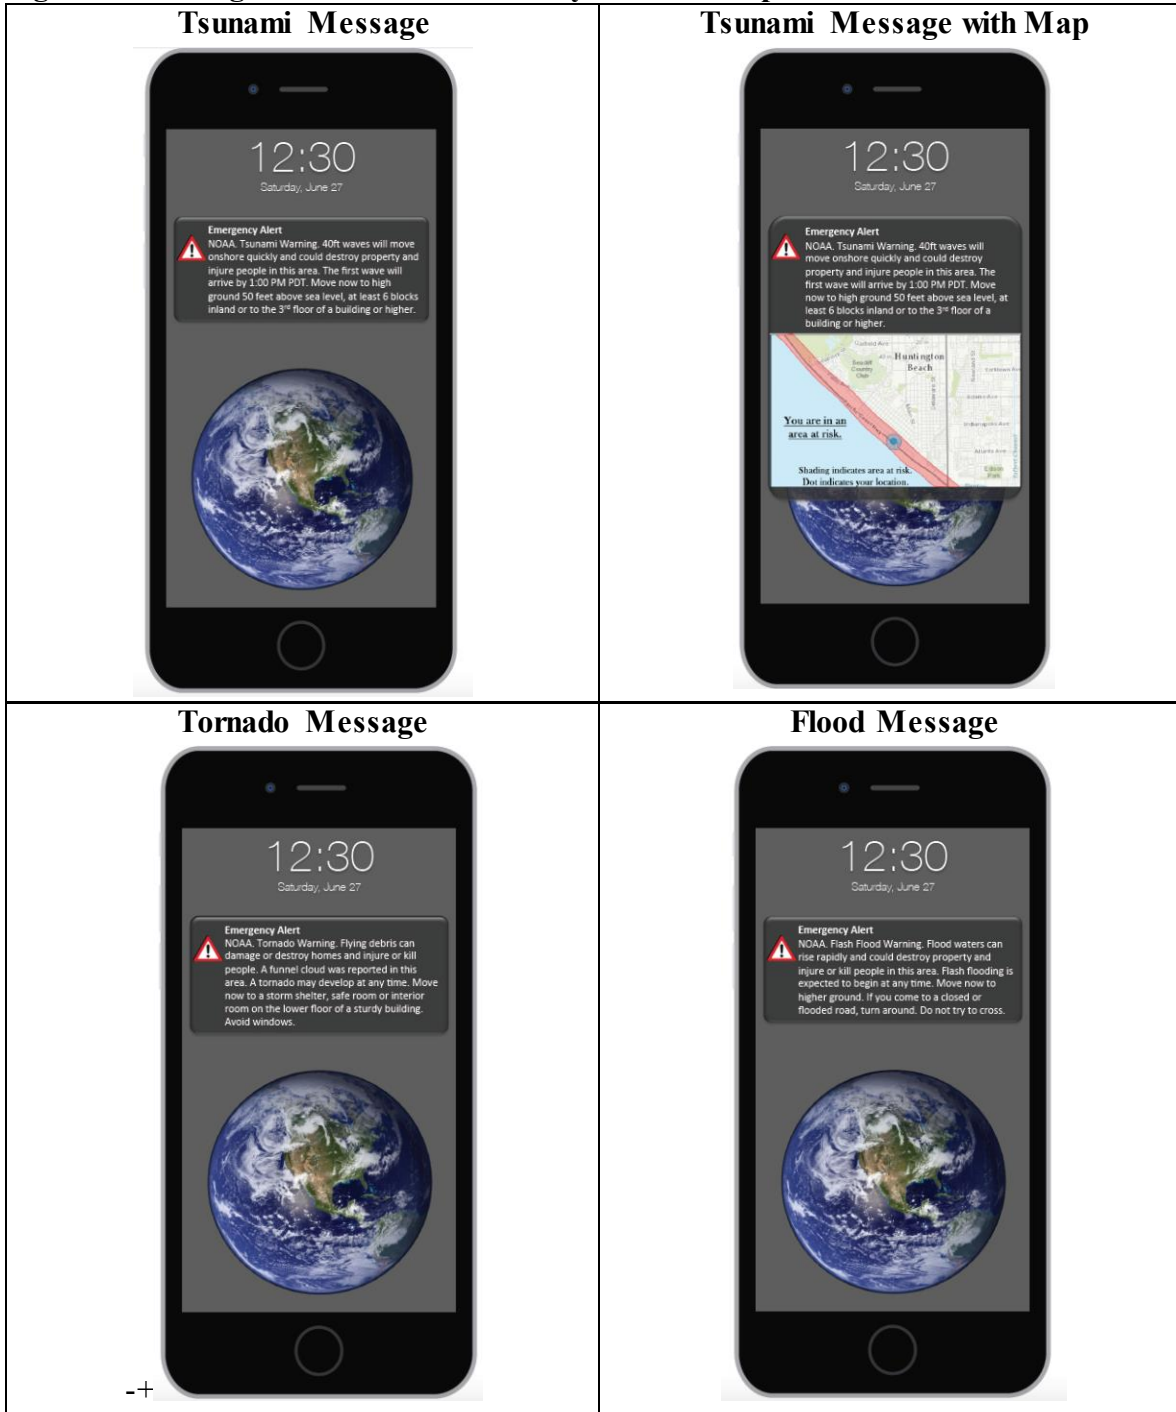 Tsunami Message
12:30
Saturday, June 27
Emergency Alert
NOAA. Tsunami Warning. 40ft waves will move
onshore quickly and could destroy property and
injure people in this area. The first wave will
arrive by 1:00 PM PDT. Move now to high
ground 50 feet above sea level, at least 6 blocks
inland or to the 3rd floor of a building or higher.
Tsunami Message with Map
12:30
Saturday, June 27
Emergency Alert
NOAA. Tsunami Warning. 40ft waves will
move onshore quickly and could destroy
property and injure people in this area. The
first wave will arrive by 1:00 PM PDT. Move
now to high ground 50 feet above sea level, at
least 6 blocks inland or to the 3rd floor of a
building or higher.
Huntington
Beach
You are in an
area at risk.
Shading indicates area at risk.
Dot indicates your location.
Tornado Message
12:30
Saturday, June 27
Emergency Alert
NOAA. Tornado Warning. Flying debris can
damage or destroy homes and injure or kill
people. A funnel cloud was reported in this
area. A tornado may develop at any time. Move
now to a storm shelter, safe room or interior
room on the lower floor of a sturdy building.
Avoid windows.
-+
Flood Message
12:30
Saturday, June 27
Emergency Alert
NOAA. Flash Flood Warning. Flood waters can
rise rapidly and could destroy property and
injure or kill people in this area. Flash flooding is
expected to begin at any time. Move now to
higher ground. If you come to a closed or
flooded road, turn around. Do not try to cross.